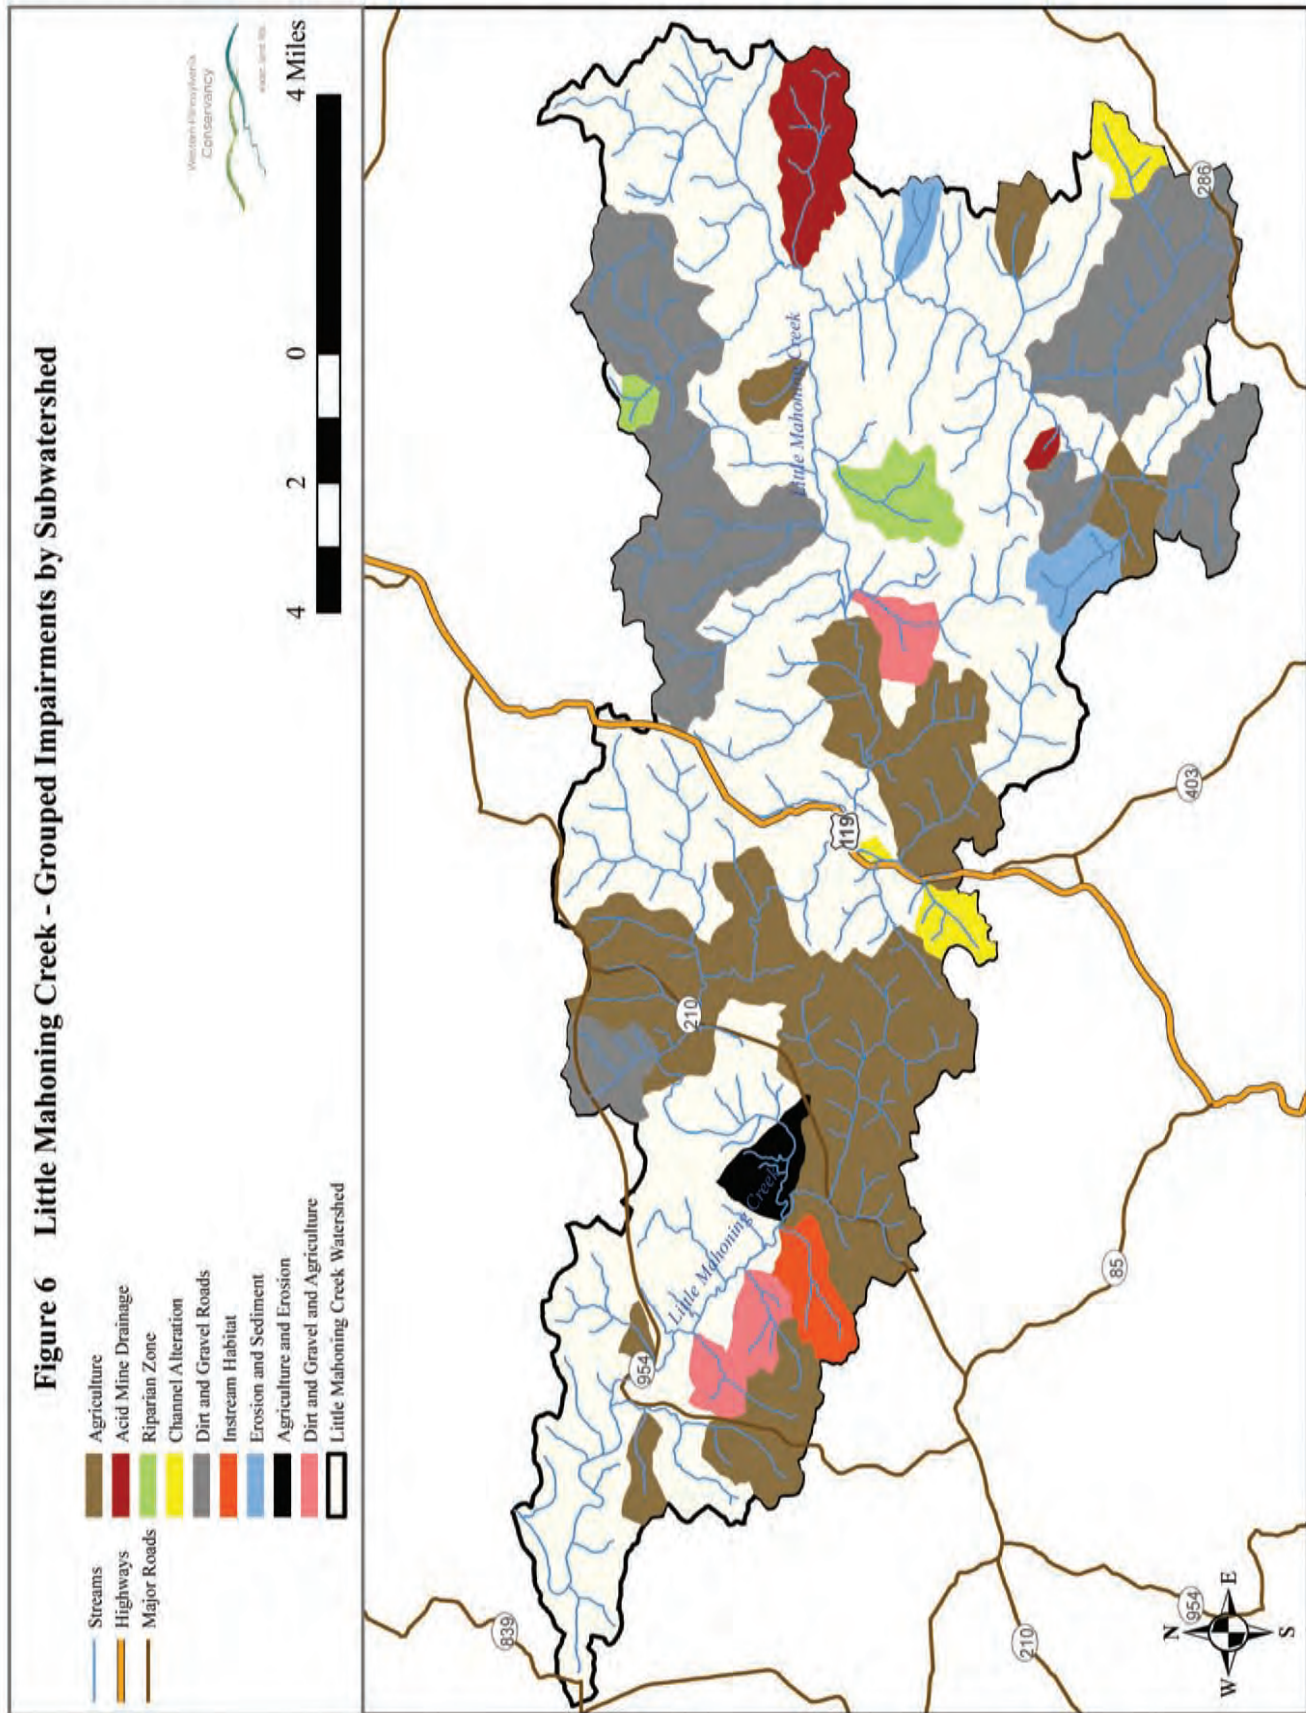 Figure 6 Little Mahoning Creek - Grouped Impairments by Subwatershed
Streams
Highways
Major Roads
Agriculture
Acid Mine Drainage
Riparian Zone
Channel Alteration
Dirt and Gravel Roads
Instream Habitat
Erosion and Sediment
Agriculture and Erosion
Dirt and Gravel and Agriculture
Little Mahoning Creek Watershed
4 2 0 4 Miles
Western Pennsylvania
Conservancy
839
954
210
119
Little Mahoning Creek
Little Mahoning Creek
286
403
85
210
954
N
W E
S